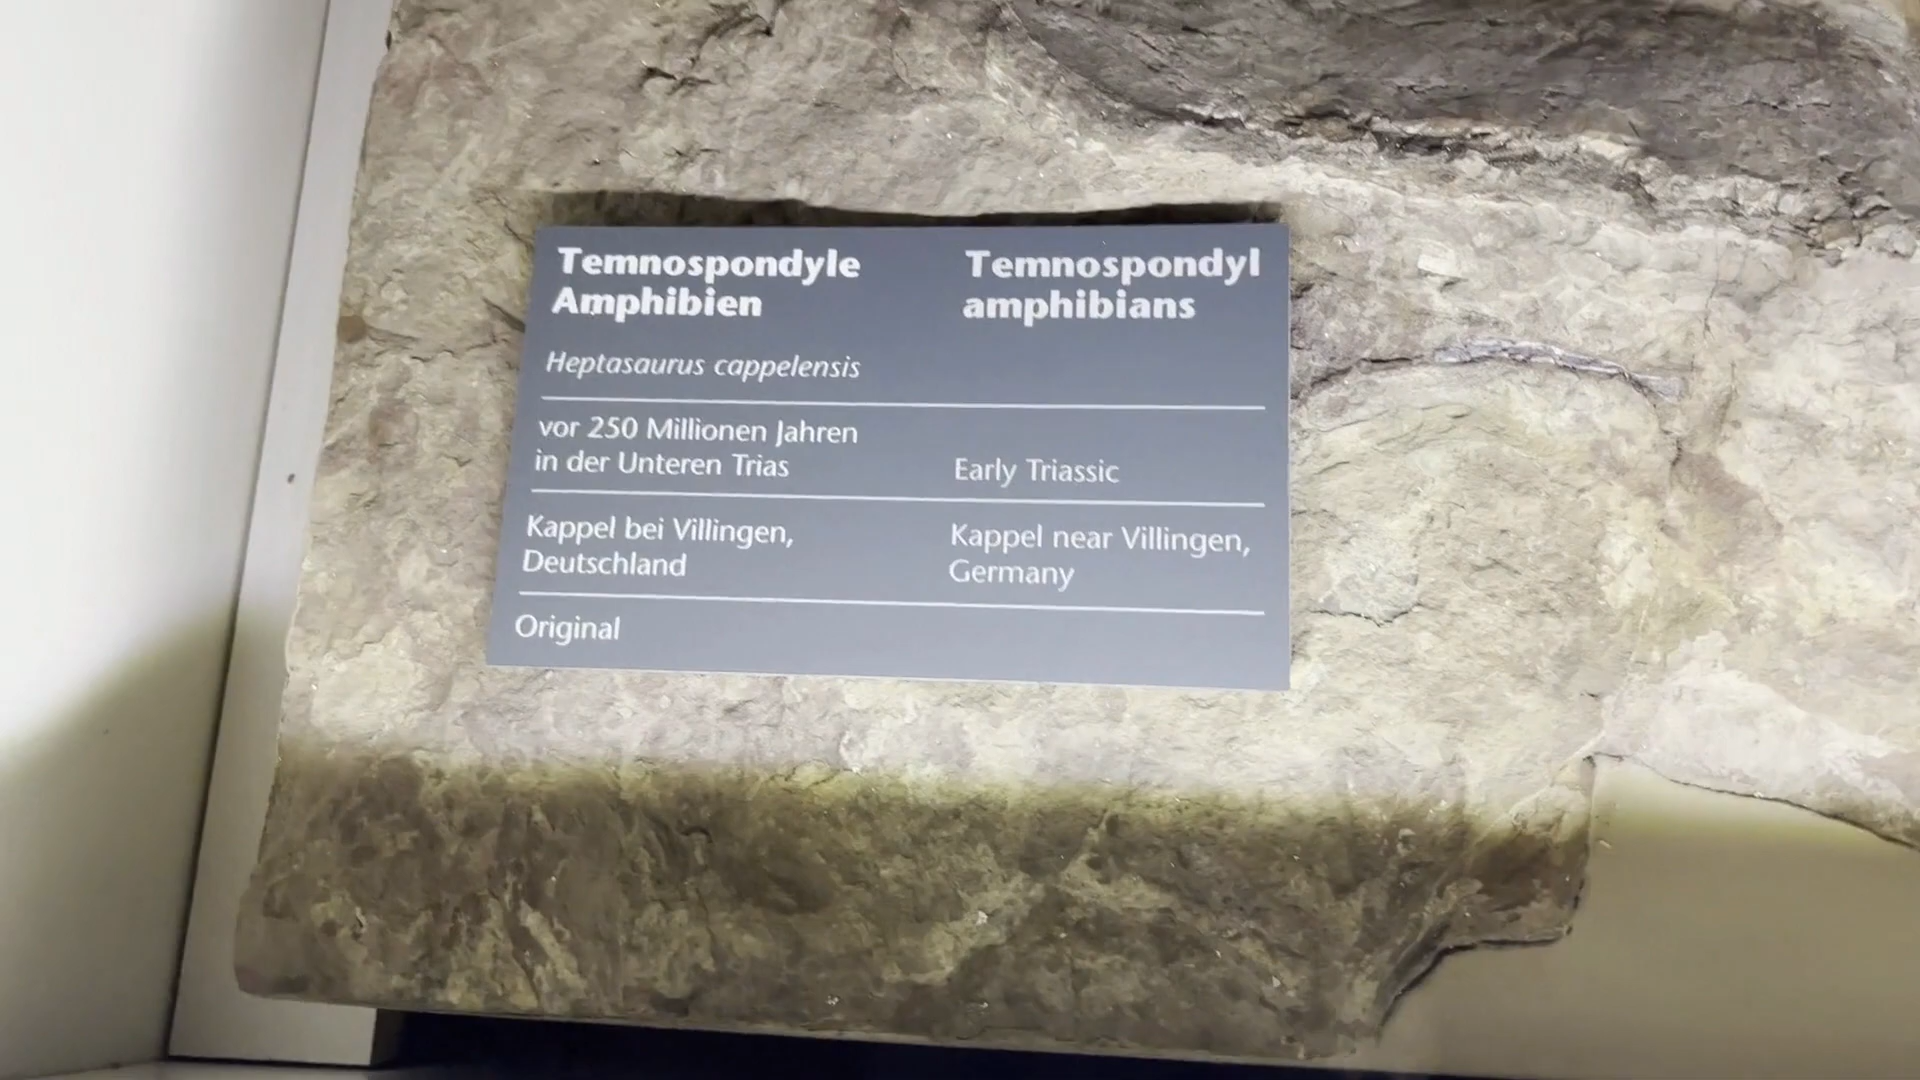 Temnospondyle
Amphibien
Temnospondyl
amphibians
Heptasaurus cappelensis
vor 250 Millionen Jahren
in der Unteren Trias
Early Triassic
Kappel bei Villingen,
Deutschland
Kappel near Villingen,
Germany
Original